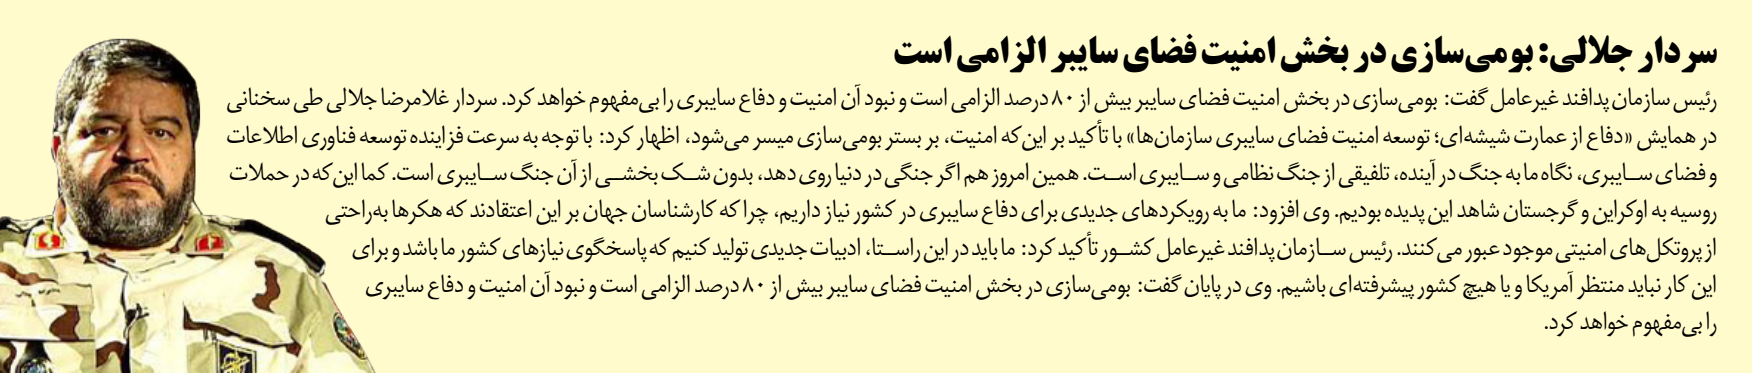 سردار جلالی: بومی‌سازی در بخش امنیت فضای سایبر الزامی است
رئیس سازمان پدافند غیرعامل گفت: بومی‌سازی در بخش امنیت فضای سایبر بیش از ۸۰ درصد الزامی است و نبود آن امنیت و دفاع سایبری را بی‌مفهوم خواهد کرد. سردار غلامرضا جلالی طی سخنانی
در همایش «دفاع از عمارت شیشه‌ای؛ توسعه امنیت فضای سایبری سازمان‌ها» با تأکید بر این‌که امنیت، بر بستر بومی‌سازی میسر می‌شود، اظهار کرد: با توجه به سرعت فزاینده توسعه فناوری اطلاعات
و فضای سایبری، نگاه ما به جنگ در آینده، تلفیقی از جنگ نظامی و سایبری است. همین امروز هم اگر جنگی در دنیا روی دهد، بدون شک بخشی از آن جنگ سایبری است. کما این‌که در حملات
روسیه به اوکراین و گرجستان شاهد این پدیده بودیم. وی افزود: ما به رویکردهای جدیدی برای دفاع سایبری در کشور نیاز داریم، چرا که کارشناسان جهان بر این اعتقادند که هکرها به‌راحتی
از پروتکل‌های امنیتی موجود عبور می‌کنند. رئیس سازمان پدافند غیرعامل کشور تأکید کرد: ما باید در این راستا، ادبیات جدیدی تولید کنیم که پاسخگوی نیازهای کشور ما باشد و برای
این کار نباید منتظر آمریکا و یا هیچ کشور پیشرفته‌ای باشیم. وی در پایان گفت: بومی‌سازی در بخش امنیت فضای سایبر بیش از ۸۰ درصد الزامی است و نبود آن امنیت و دفاع سایبری
را بی‌مفهوم خواهد کرد.